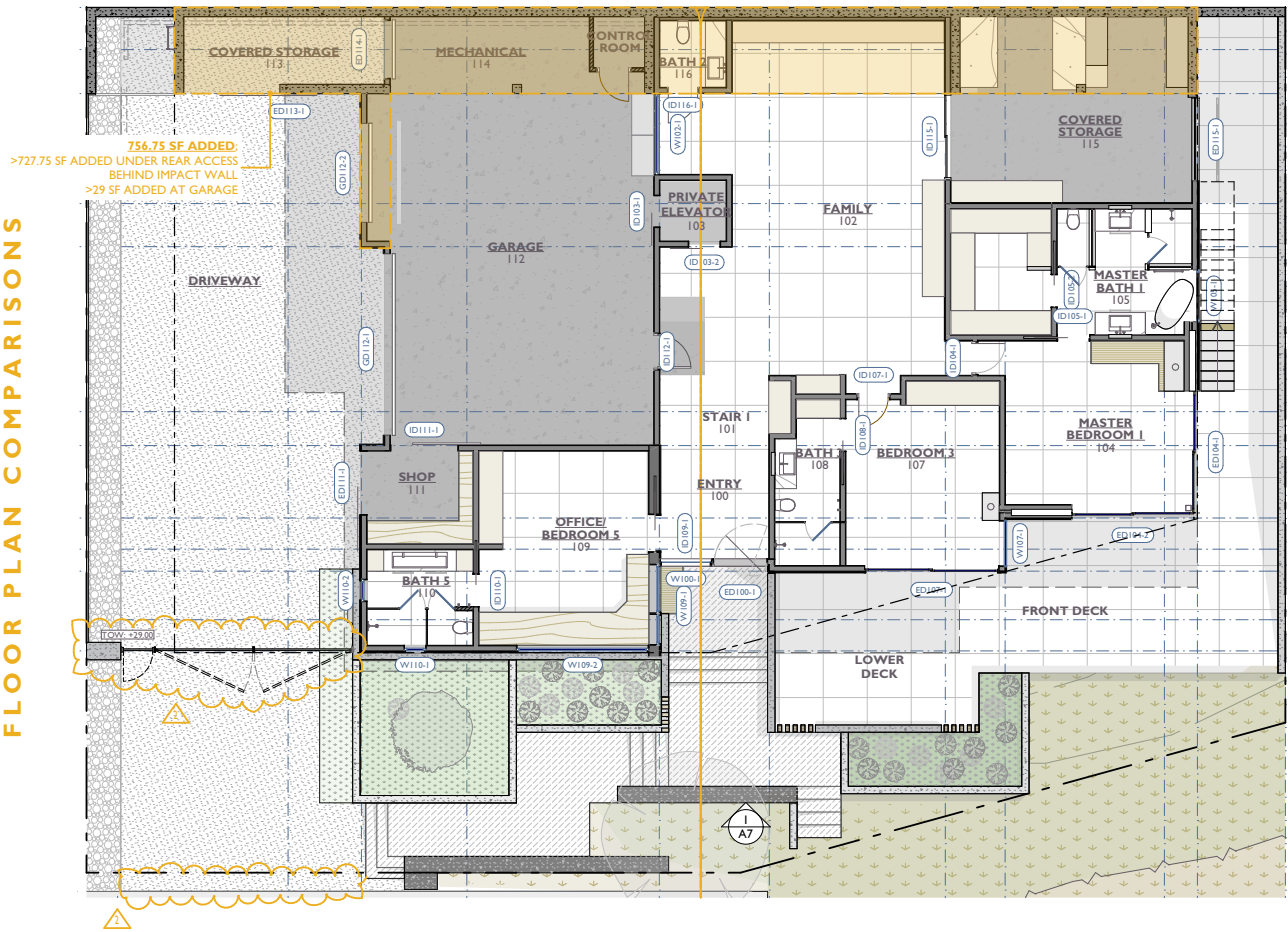 FLOOR PLAN COMPARISONS
COVERED STORAGE
113
ED114-1
MECHANICAL
114
CONTRO
ROOM
BATH 2
116
ED113-1
756.75 SF ADDED:
>727.75 SF ADDED UNDER REAR ACCESS
BEHIND IMPACT WALL
>29 SF ADDED AT GARAGE
GD112-2
ID116-1
W102-1
ID115-1
COVERED
STORAGE
115
ED115-1
ID103-1
PRIVATE
ELEVATOR
103
FAMILY
102
GARAGE
112
ID103-2
DRIVEWAY
MASTER
BATH 1
105
ID105-1
W105-1
GD112-1
ID112-1
ID104-1
ID107-1
STAIR 1
101
ID111-1
ID108-1
MASTER
BEDROOM 1
104
ED104-1
BATH 3
108
BEDROOM 3
107
SHOP
111
ED111-1
ENTRY
100
OFFICE/
BEDROOM 5
109
ID109-1
W107-1
ED104-2
BATH 5
110
W110-2
ID110-1
W100-1
W109-1
ED100-1
ED107-1
FRONT DECK
TOW: +29.00
W110-1
W109-2
LOWER
DECK
2
1
A7
2